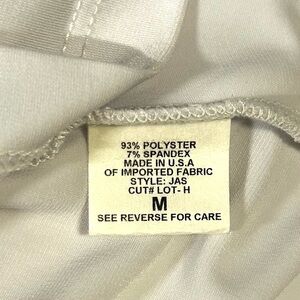 93% POLYSTER
7% SPANDEX
MADE IN U.S.A
OF IMPORTED FABRIC
STYLE: JAS
CUT# LOT- H
M
SEE REVERSE FOR CARE